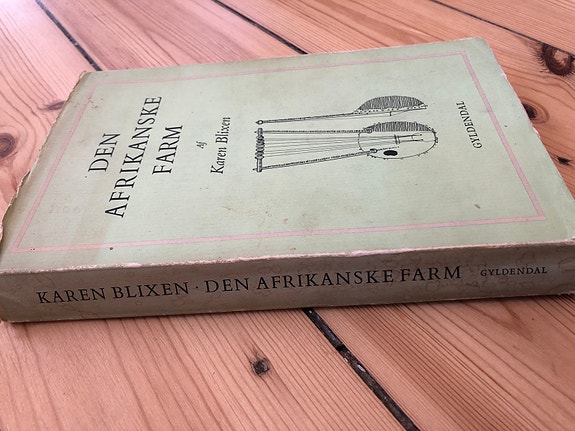 DEN
AFRIKANSKE
FARM
Af
Karen Blixen
GYLDENDAL
KAREN BLIXEN · DEN AFRIKANSKE FARM GYLDENDAL